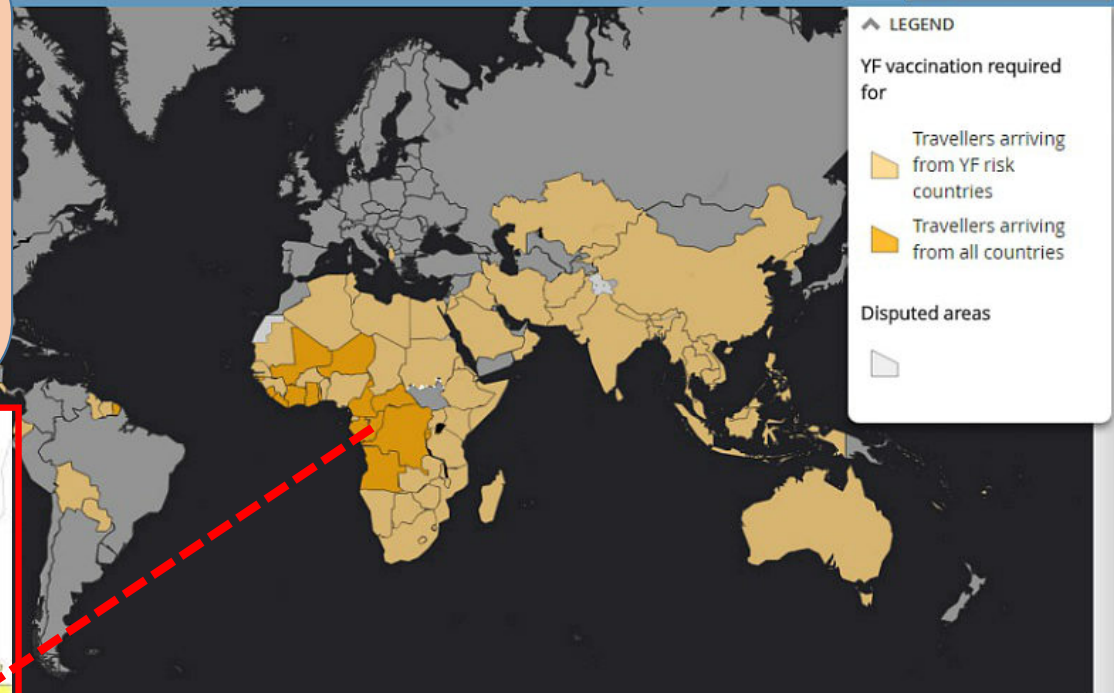 LEGEND
YF vaccination required
for
Travellers arriving
from YF risk
countries
Travellers arriving
from all countries
Disputed areas